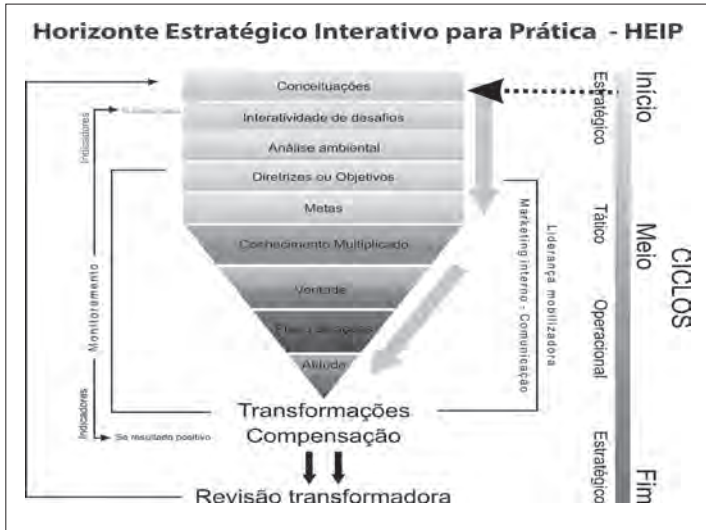 Horizonte Estratégico Interativo para Prática - HEIP
Conceituações
Interatividade de desafios
Análise ambiental
Diretrizes ou Objetivos
Metas
Conhecimento Multiplicado
Vontade
Atitude
Transformações
Compensação
Revisão transformadora
Indicadores
Monitoramento
Indicadores
Se resultado positivo
Liderança mobilizadora
Marketing interno - Comunicação
Estratégico
Tático
Operacional
Estratégico
Início
Meio
Fim
CICLOS